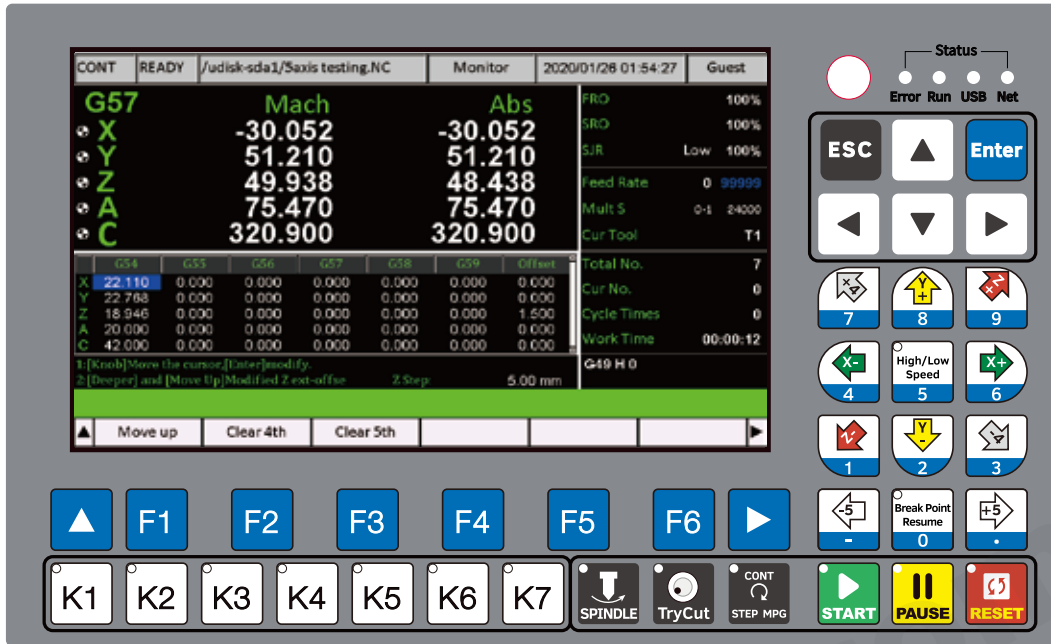 CONT READY /udisk-sda1/5axis testing.NC Monitor 2020/01/26 01:54:27 Guest
G57 Mach Abs
X -30.052 -30.052
Y 51.210 51.210
Z 49.938 48.438
A 75.470 75.470
C 320.900 320.900
FRO 100%
SRO 100%
SJR Low 100%
Feed Rate 0 99999
Mult S 0-1 24000
Cur Tool T1
G54 G55 G56 G57 G58 G59 Offset
X 22.110 0.000 0.000 0.000 0.000 0.000 0.000
Y 22.768 0.000 0.000 0.000 0.000 0.000 0.000
Z 18.946 0.000 0.000 0.000 0.000 0.000 1.500
A 20.000 0.000 0.000 0.000 0.000 0.000 0.000
C 42.000 0.000 0.000 0.000 0.000 0.000 0.000
Total No. 7
Cur No. 0
Cycle Times 0
Work Time 00:00:12
1:[Knob]Move the cursor,[Enter]modify.
2:[Deeper] and [Move Up]Modified Z ext-offse Z Step: 5.00 mm
G49 H 0
Move up Clear 4th Clear 5th
Status
Error Run USB Net
ESC Enter
X4 7
Y+ 8
Z+ 9
X- 4
High/Low Speed 5
X+ 6
Z- 1
Y- 2
-4 3
-5 -
Break Point Resume 0
+5 .
F1 F2 F3 F4 F5 F6
K1 K2 K3 K4 K5 K6 K7
SPINDLE
TryCut
CONT
STEP MPG
START
PAUSE
RESET